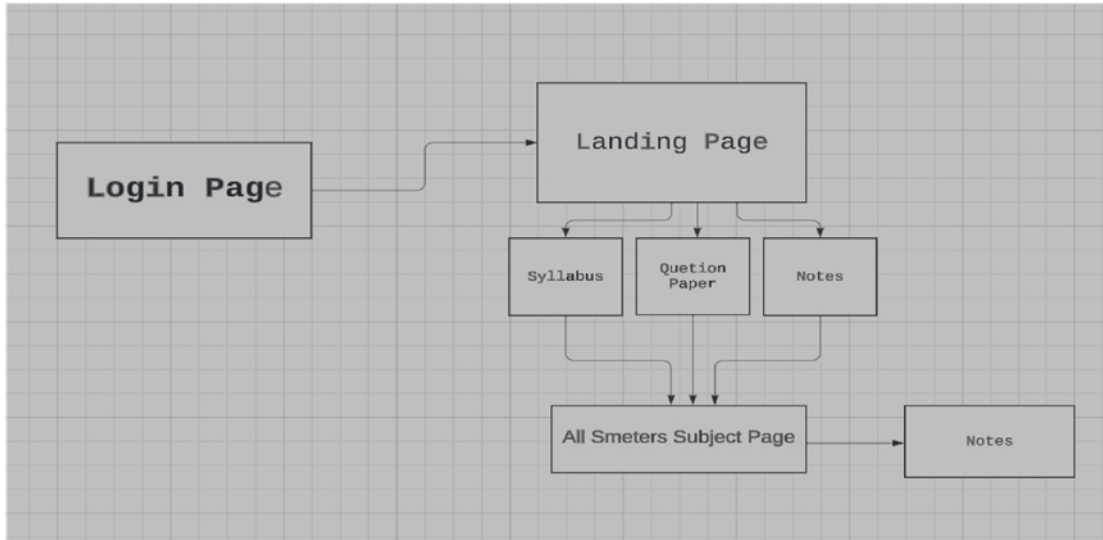 Landing Page
Login Page
Syllabus
Quetion
Paper
Notes
All Smeters Subject Page
Notes